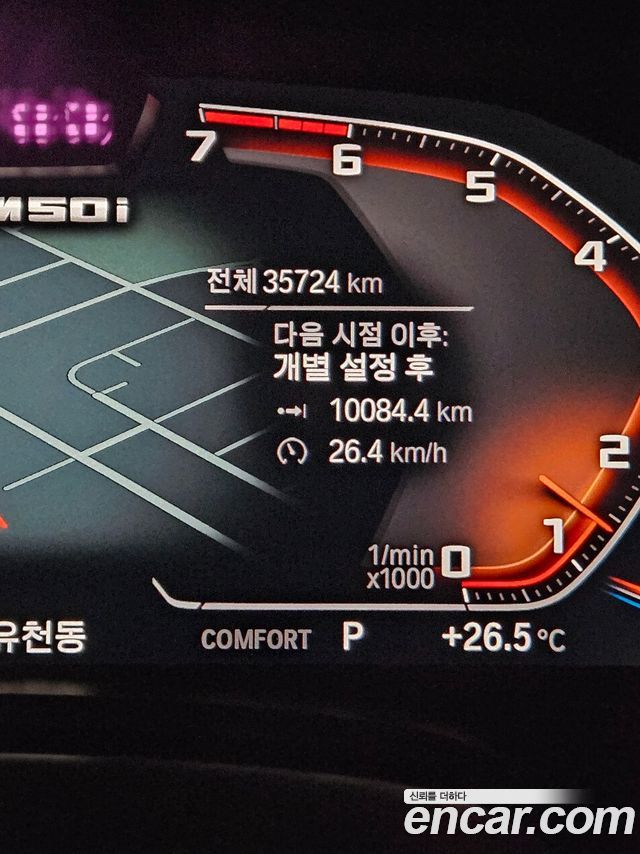 7
6
5
M50i
4
전체 35724 km
다음 시점 이후:
개별 설정 후
10084.4 km
26.4 km/h
2
1
1/min
x1000
0
유천동
COMFORT P +26.5 °C
신뢰를 더하다
encar.com